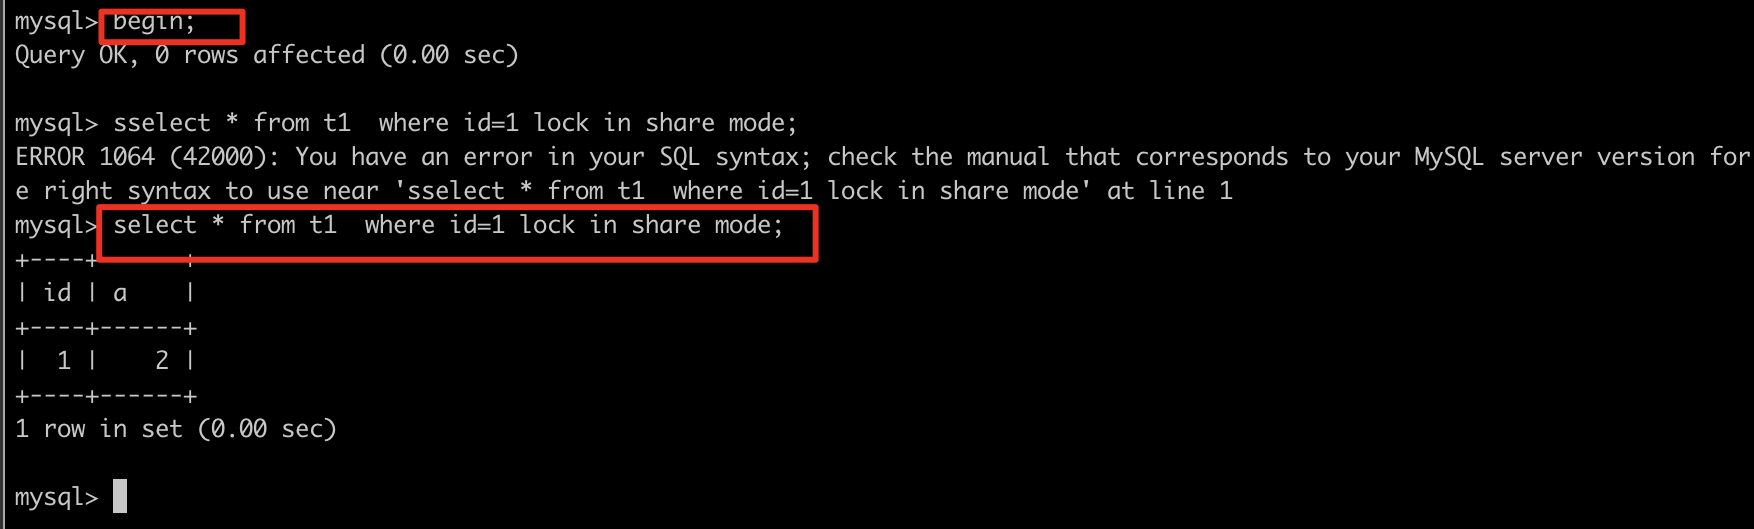 mysql> begin;
Query OK, 0 rows affected (0.00 sec)
mysql> sselect * from t1  where id=1 lock in share mode;
ERROR 1064 (42000): You have an error in your SQL syntax; check the manual that corresponds to your MySQL server version for
e right syntax to use near 'sselect * from t1  where id=1 lock in share mode' at line 1
mysql> select * from t1  where id=1 lock in share mode;
+----+------+
| id | a    |
+----+------+
|  1 |    2 |
+----+------+
1 row in set (0.00 sec)
mysql>